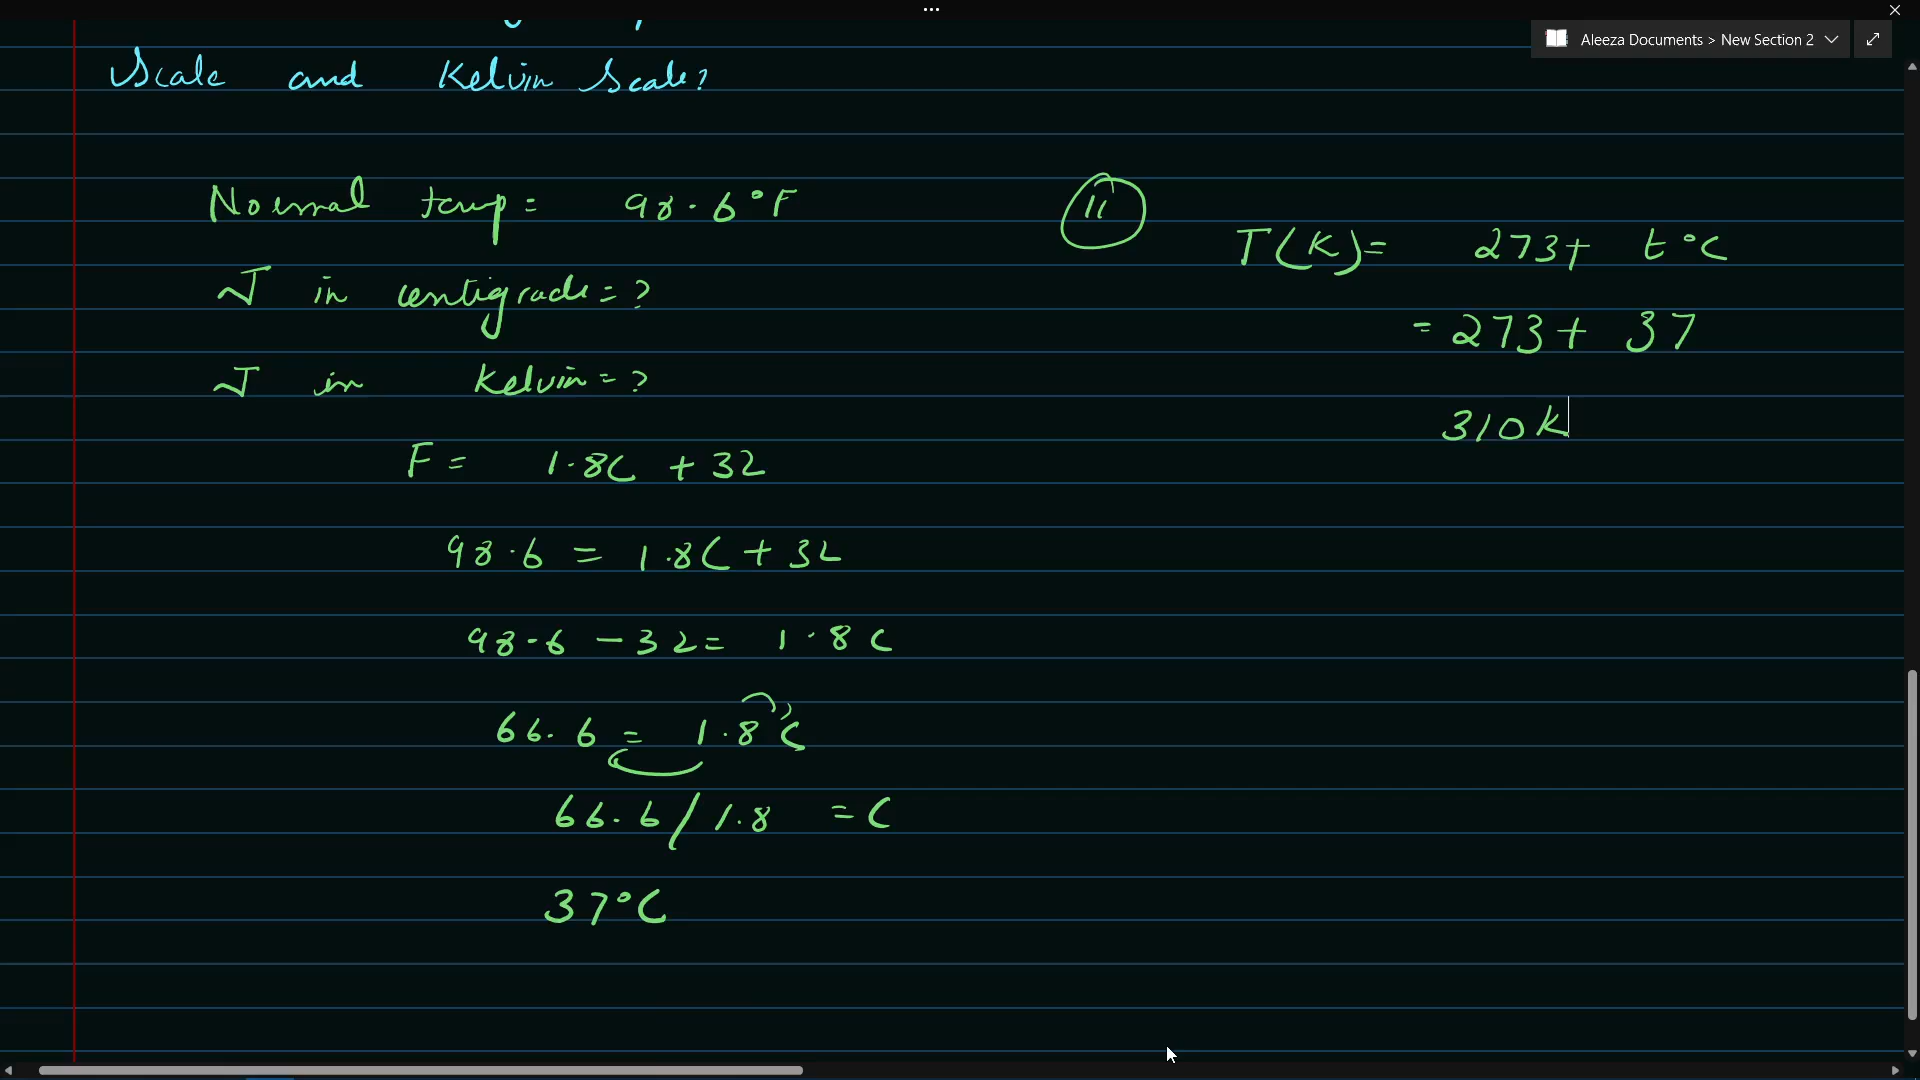 Aleeza Documents > New Section 2
Scale and Kelvin Scale?
Normal temp = 98.6°F
T in centigrade = ?
T in Kelvin = ?
F = 1.8C + 32
98.6 = 1.8C + 32
98.6 - 32 = 1.8 C
66.6 = 1.8 C
66.6 / 1.8 = C
37°C
ii
T(K) = 273 + t°C
= 273 + 37
310K